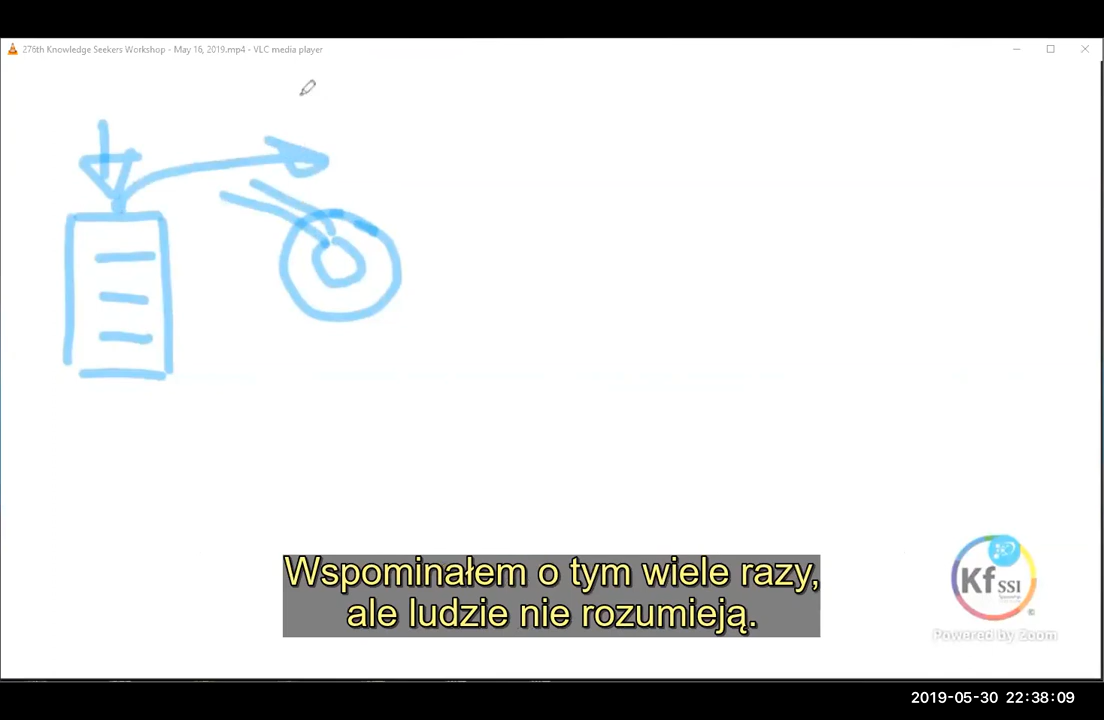 276th Knowledge Seekers Workshop - May 16, 2019.mp4 - VLC media player
Wspominałem o tym wiele razy,
ale ludzie nie rozumieją.
Kf SSI
Powered by Zoom
2019-05-30 22:38:09